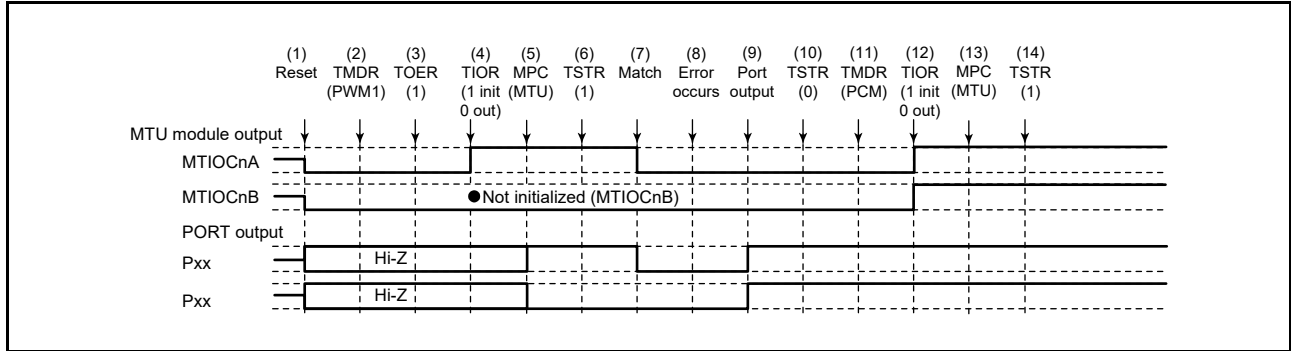 (1) (2) (3) (4) (5) (6) (7) (8) (9) (10) (11) (12) (13) (14)
Reset TMDR TOER TIOR MPC TSTR Match Error Port TSTR TMDR TIOR MPC TSTR
(PWM1) (1) (1 init (MTU) (1) occurs output (0) (PCM) (1 init (MTU) (1)
0 out) 0 out)
MTU module output
MTIOCnA
MTIOCnB ●Not initialized (MTIOCnB)
PORT output
Pxx Hi-Z
Pxx Hi-Z